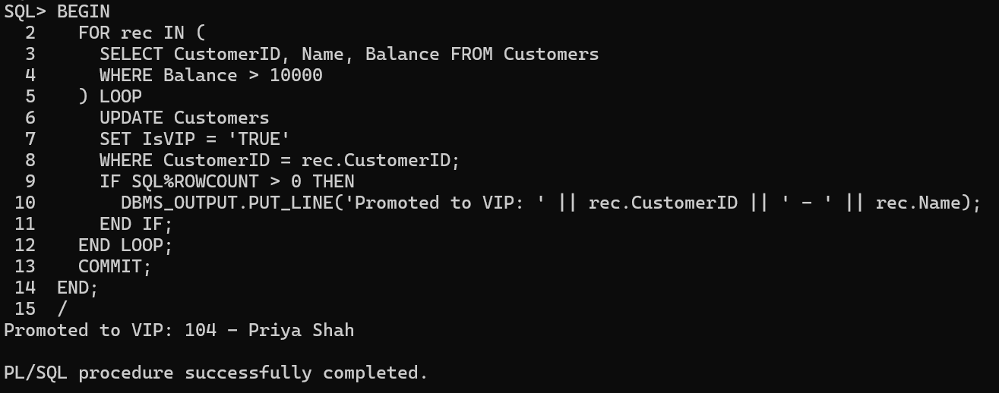 SQL> BEGIN
  2    FOR rec IN (
  3      SELECT CustomerID, Name, Balance FROM Customers
  4      WHERE Balance > 10000
  5    ) LOOP
  6      UPDATE Customers
  7      SET IsVIP = 'TRUE'
  8      WHERE CustomerID = rec.CustomerID;
  9      IF SQL%ROWCOUNT > 0 THEN
 10        DBMS_OUTPUT.PUT_LINE('Promoted to VIP: ' || rec.CustomerID || ' - ' || rec.Name);
 11      END IF;
 12    END LOOP;
 13    COMMIT;
 14  END;
 15  /
Promoted to VIP: 104 - Priya Shah

PL/SQL procedure successfully completed.